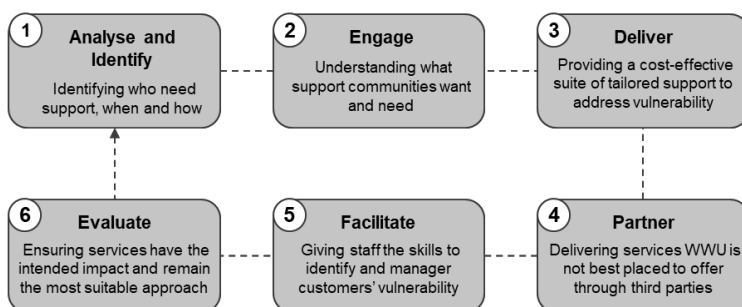 1
Analyse and
Identify
Identifying who need
support, when and how
2
Engage
Understanding what
support communities want
and need
3
Deliver
Providing a cost-effective
suite of tailored support to
address vulnerability
4
Partner
Delivering services WWU is
not best placed to offer
through third parties
5
Facilitate
Giving staff the skills to
identify and manager
customers' vulnerability
6
Evaluate
Ensuring services have the
intended impact and remain
the most suitable approach